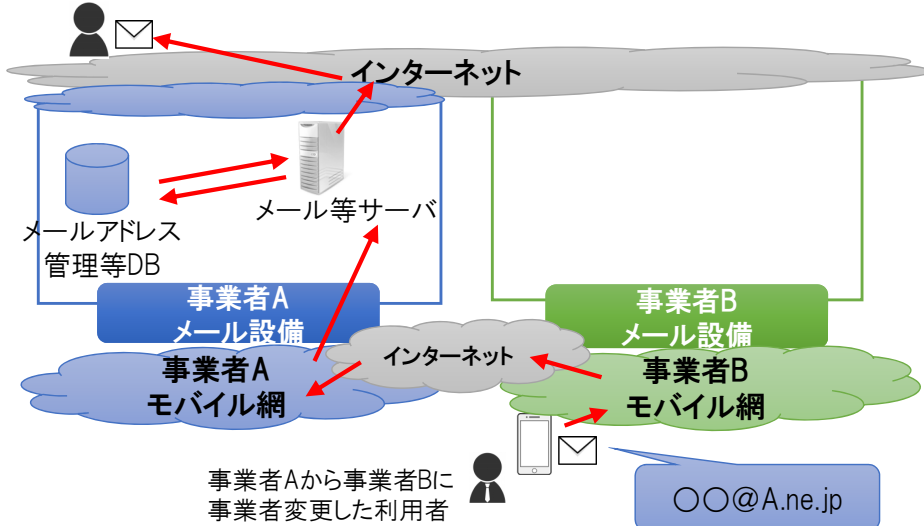 インターネット
メール等サーバ
メールアドレス
管理等DB
事業者A
メール設備
事業者B
メール設備
インターネット
事業者A
モバイル網
事業者B
モバイル網
事業者Aから事業者Bに
事業者変更した利用者
〇〇@A.ne.jp